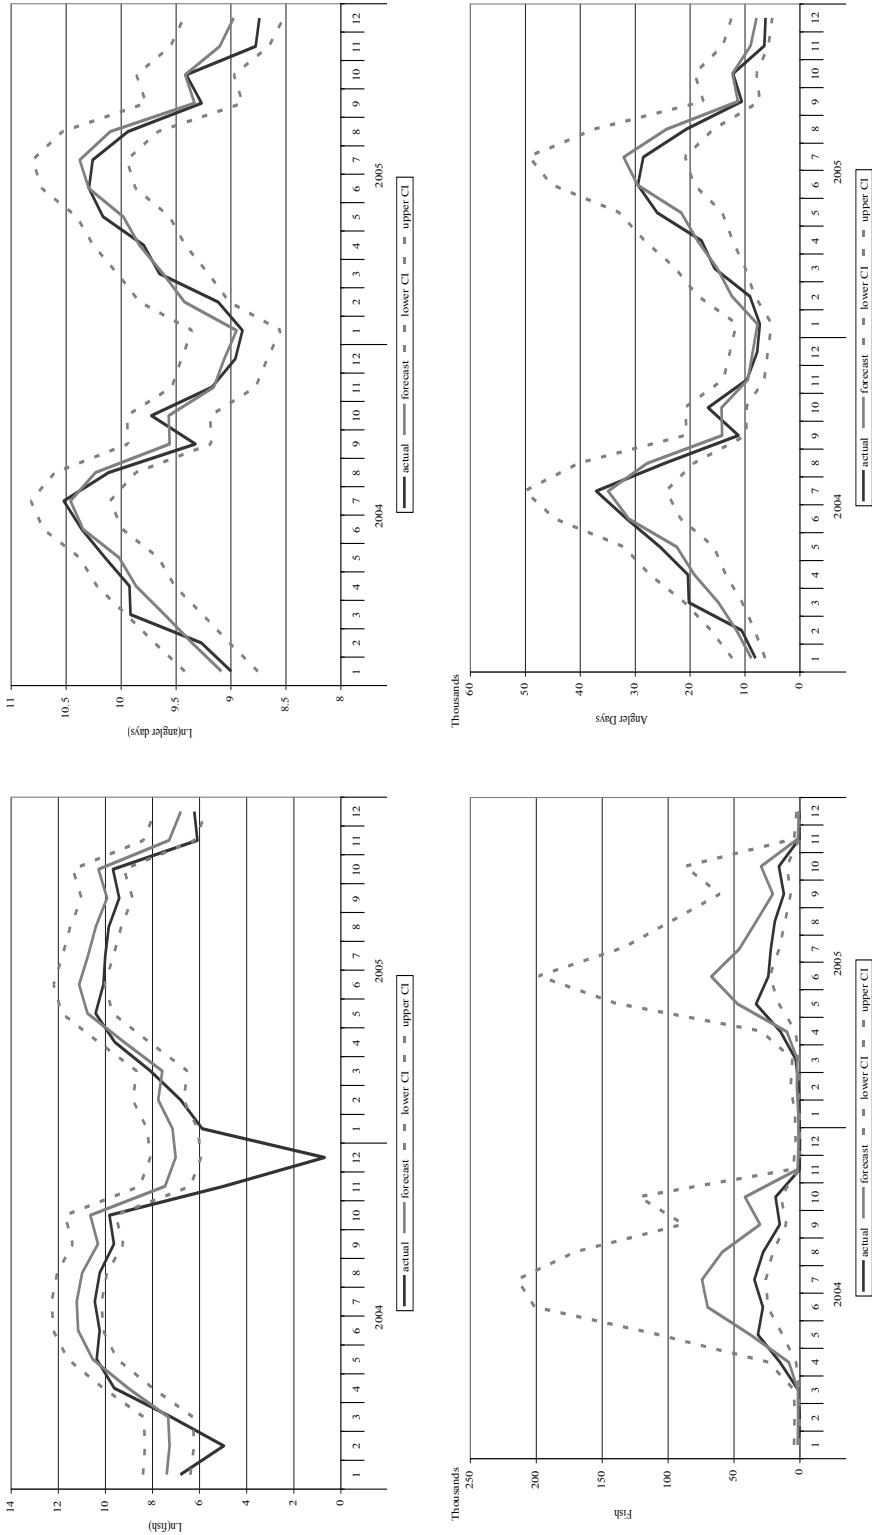 Ln(fish)
14
12
10
8
6
4
2
0
1 2 3 4 5 6 7 8 9 10 11 12 1 2 3 4 5 6 7 8 9 10 11 12
2004 2005
actual forecast lower CI upper CI
Ln(angler days)
11
10.5
10
9.5
9
8.5
8
1 2 3 4 5 6 7 8 9 10 11 12 1 2 3 4 5 6 7 8 9 10 11 12
2004 2005
actual forecast lower CI upper CI
Thousands
Fish
250
200
150
100
50
0
1 2 3 4 5 6 7 8 9 10 11 12 1 2 3 4 5 6 7 8 9 10 11 12
2004 2005
actual forecast lower CI upper CI
Thousands
Angler Days
60
50
40
30
20
10
0
1 2 3 4 5 6 7 8 9 10 11 12 1 2 3 4 5 6 7 8 9 10 11 12
2004 2005
actual forecast lower CI upper CI